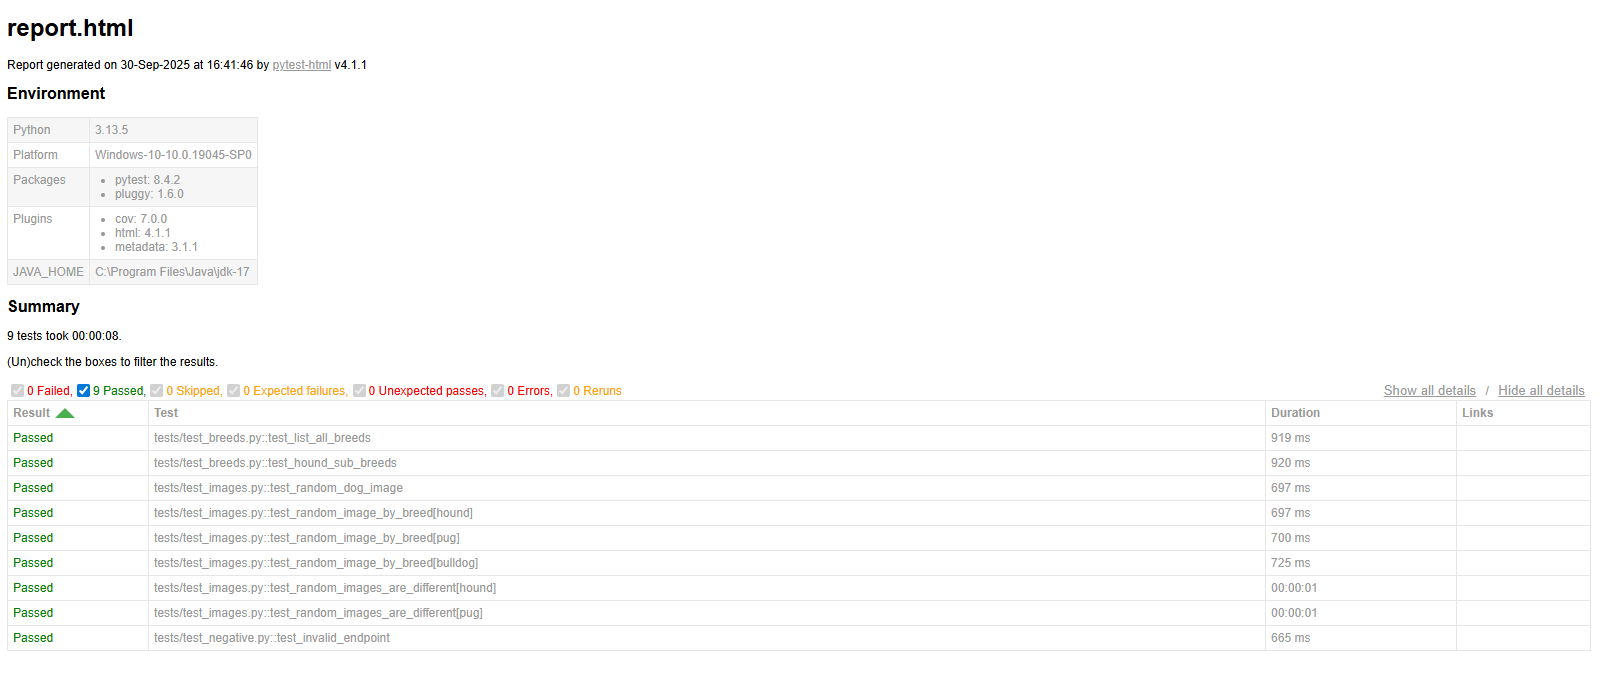 report.html
Report generated on 30-Sep-2025 at 16:41:46 by pytest-html v4.1.1
Environment
Python 3.13.5
Platform Windows-10-10.0.19045-SP0
Packages
pytest: 8.4.2
pluggy: 1.6.0
Plugins
cov: 7.0.0
html: 4.1.1
metadata: 3.1.1
JAVA_HOME C:\Program Files\Java\jdk-17
Summary
9 tests took 00:00:08.
(Un)check the boxes to filter the results.
0 Failed, 9 Passed, 0 Skipped, 0 Expected failures, 0 Unexpected passes, 0 Errors, 0 Reruns Show all details / Hide all details
Result Test Duration Links
Passed tests/test_breeds.py::test_list_all_breeds 919 ms
Passed tests/test_breeds.py::test_hound_sub_breeds 920 ms
Passed tests/test_images.py::test_random_dog_image 697 ms
Passed tests/test_images.py::test_random_image_by_breed[hound] 697 ms
Passed tests/test_images.py::test_random_image_by_breed[pug] 700 ms
Passed tests/test_images.py::test_random_image_by_breed[bulldog] 725 ms
Passed tests/test_images.py::test_random_images_are_different[hound] 00:00:01
Passed tests/test_images.py::test_random_images_are_different[pug] 00:00:01
Passed tests/test_negative.py::test_invalid_endpoint 665 ms